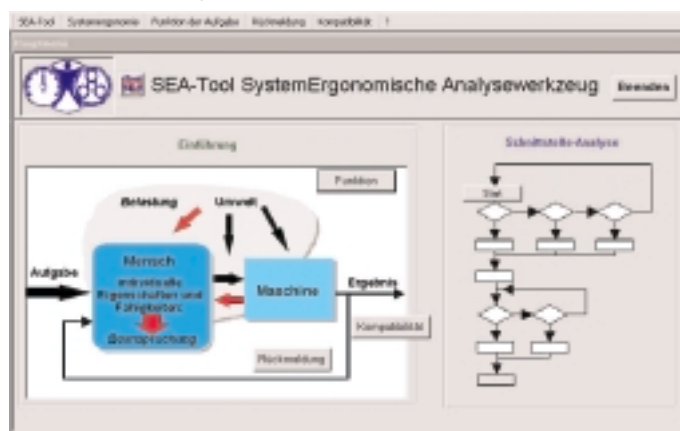 SEA-Tool Systemergonomie Funktion der Aufgabe Rückmeldung Kompatibilität ?
SEA-Tool SystemErgonomische Analysewerkzeug
Beenden
Einführung
Funktion
Belastung Umwelt
Aufgabe
Mensch
individuelle
Eigenschaften und
Fähigkeiten
Beanspruchung
Maschine
Ergebnis
Kompatibilität
Rückmeldung
Schnittstelle-Analyse
Start